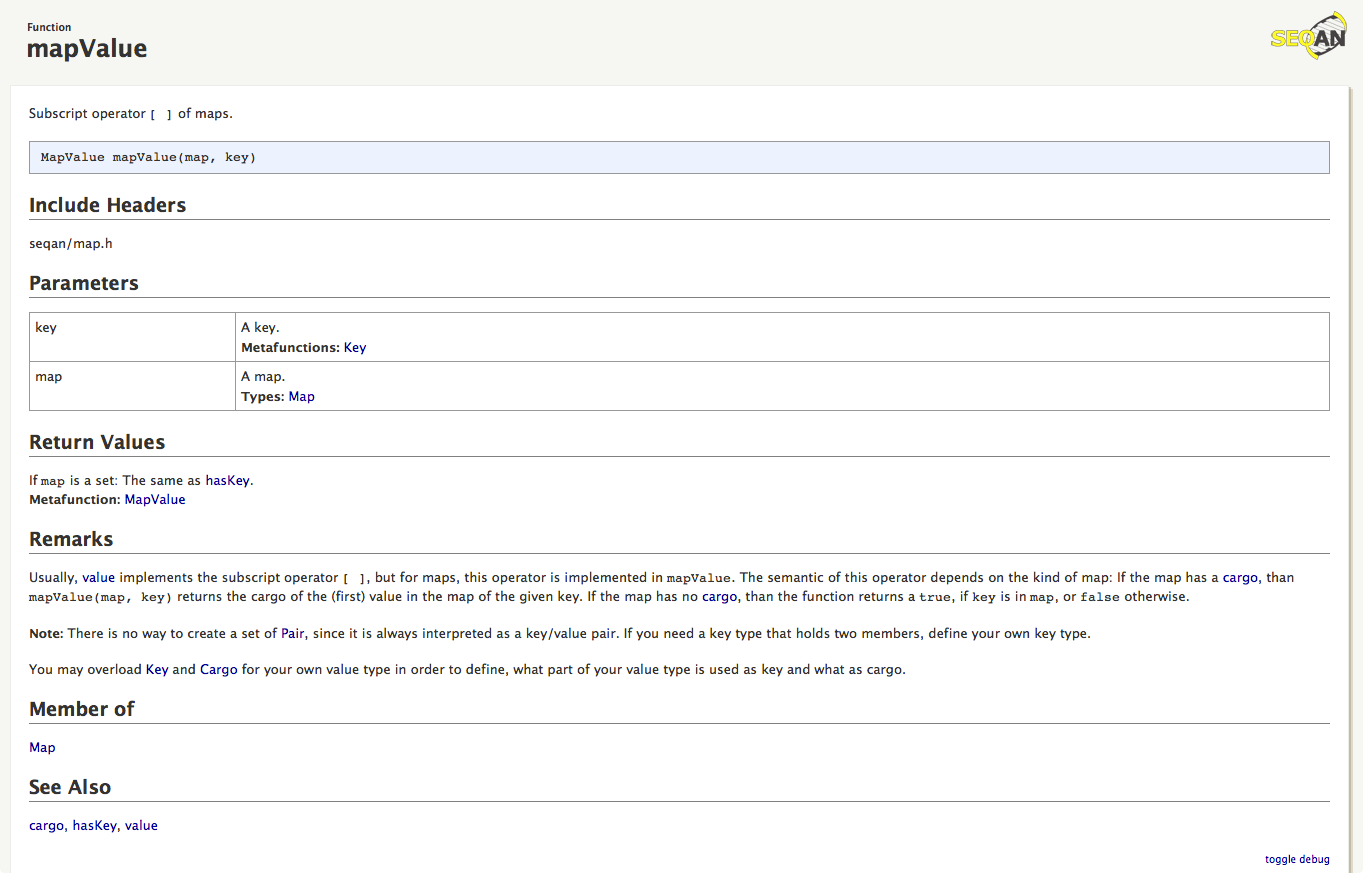 Function
mapValue
SEQAN
Subscript operator [ ] of maps.
MapValue mapValue(map, key)
Include Headers
seqan/map.h
Parameters
key
A key.
Metafunctions: Key
map
A map.
Types: Map
Return Values
If map is a set: The same as hasKey.
Metafunction: MapValue
Remarks
Usually, value implements the subscript operator [ ], but for maps, this operator is implemented in mapValue. The semantic of this operator depends on the kind of map: If the map has a cargo, than
mapValue(map, key) returns the cargo of the (first) value in the map of the given key. If the map has no cargo, than the function returns a true, if key is in map, or false otherwise.
Note: There is no way to create a set of Pair, since it is always interpreted as a key/value pair. If you need a key type that holds two members, define your own key type.
You may overload Key and Cargo for your own value type in order to define, what part of your value type is used as key and what as cargo.
Member of
Map
See Also
cargo, hasKey, value
toggle debug